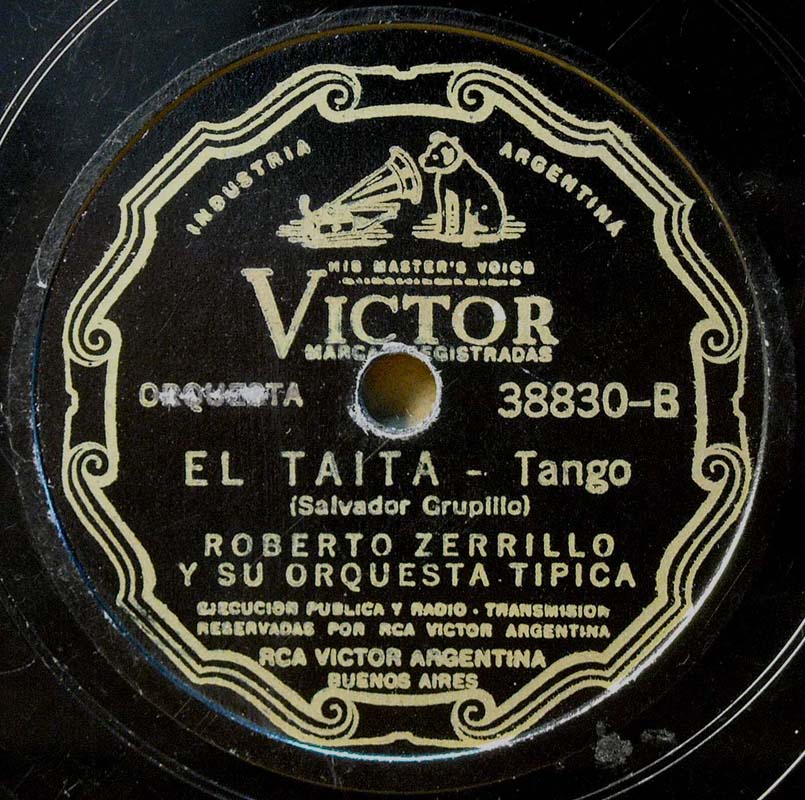 INDUSTRIA ARGENTINA
HIS MASTER'S VOICE
VICTOR
MARCAS REGISTRADAS
ORQUESTA 38830-B
EL TAITA - Tango
(Salvador Grupillo)
ROBERTO ZERRILLO
Y SU ORQUESTA TIPICA
EJECUCION PUBLICA Y RADIO - TRANSMISION
RESERVADAS POR RCA VICTOR ARGENTINA
RCA VICTOR ARGENTINA
BUENOS AIRES